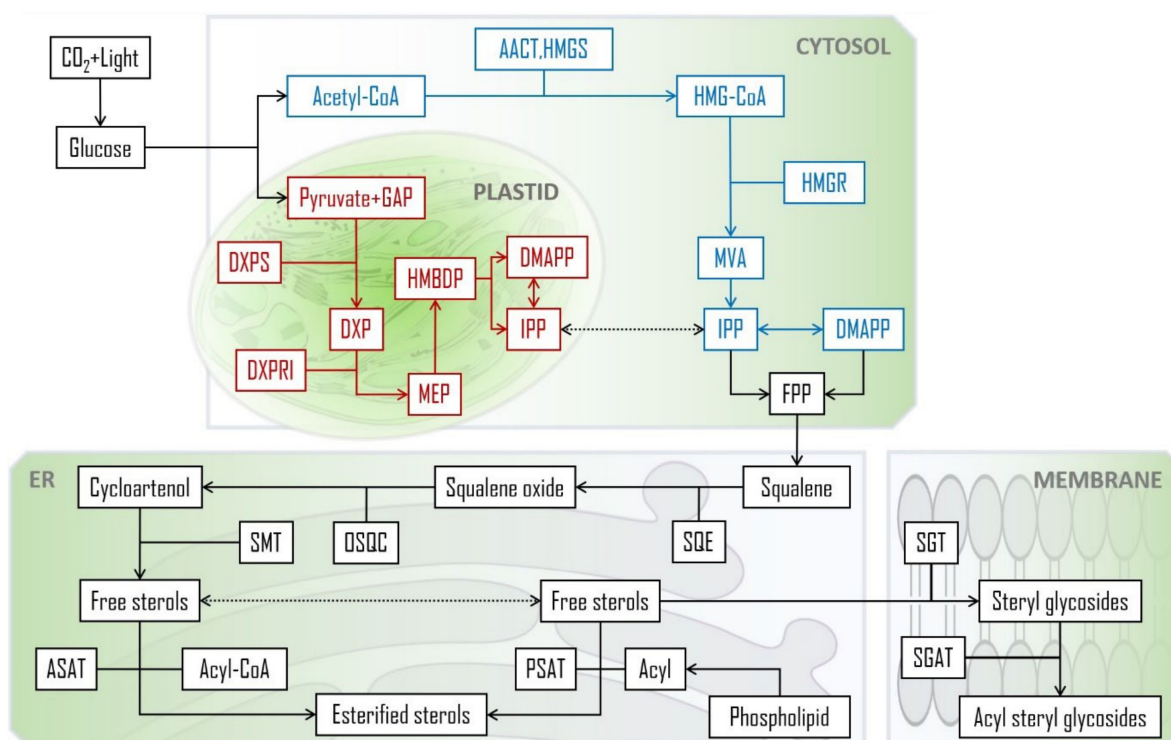 CO2+Light
AACT,HMGS
CYTOSOL
Acetyl-CoA
HMG-CoA
Glucose
Pyruvate+GAP
PLASTID
HMGR
DXPS
HMBDP
DMAPP
MVA
DXP
IPP
IPP
DMAPP
DXPRI
MEP
FPP
ER
Cycloartenol
Squalene oxide
Squalene
MEMBRANE
SMT
OSQC
SQE
SGT
Free sterols
Free sterols
Steryl glycosides
ASAT
Acyl-CoA
PSAT
Acyl
SGAT
Esterified sterols
Phospholipid
Acyl steryl glycosides